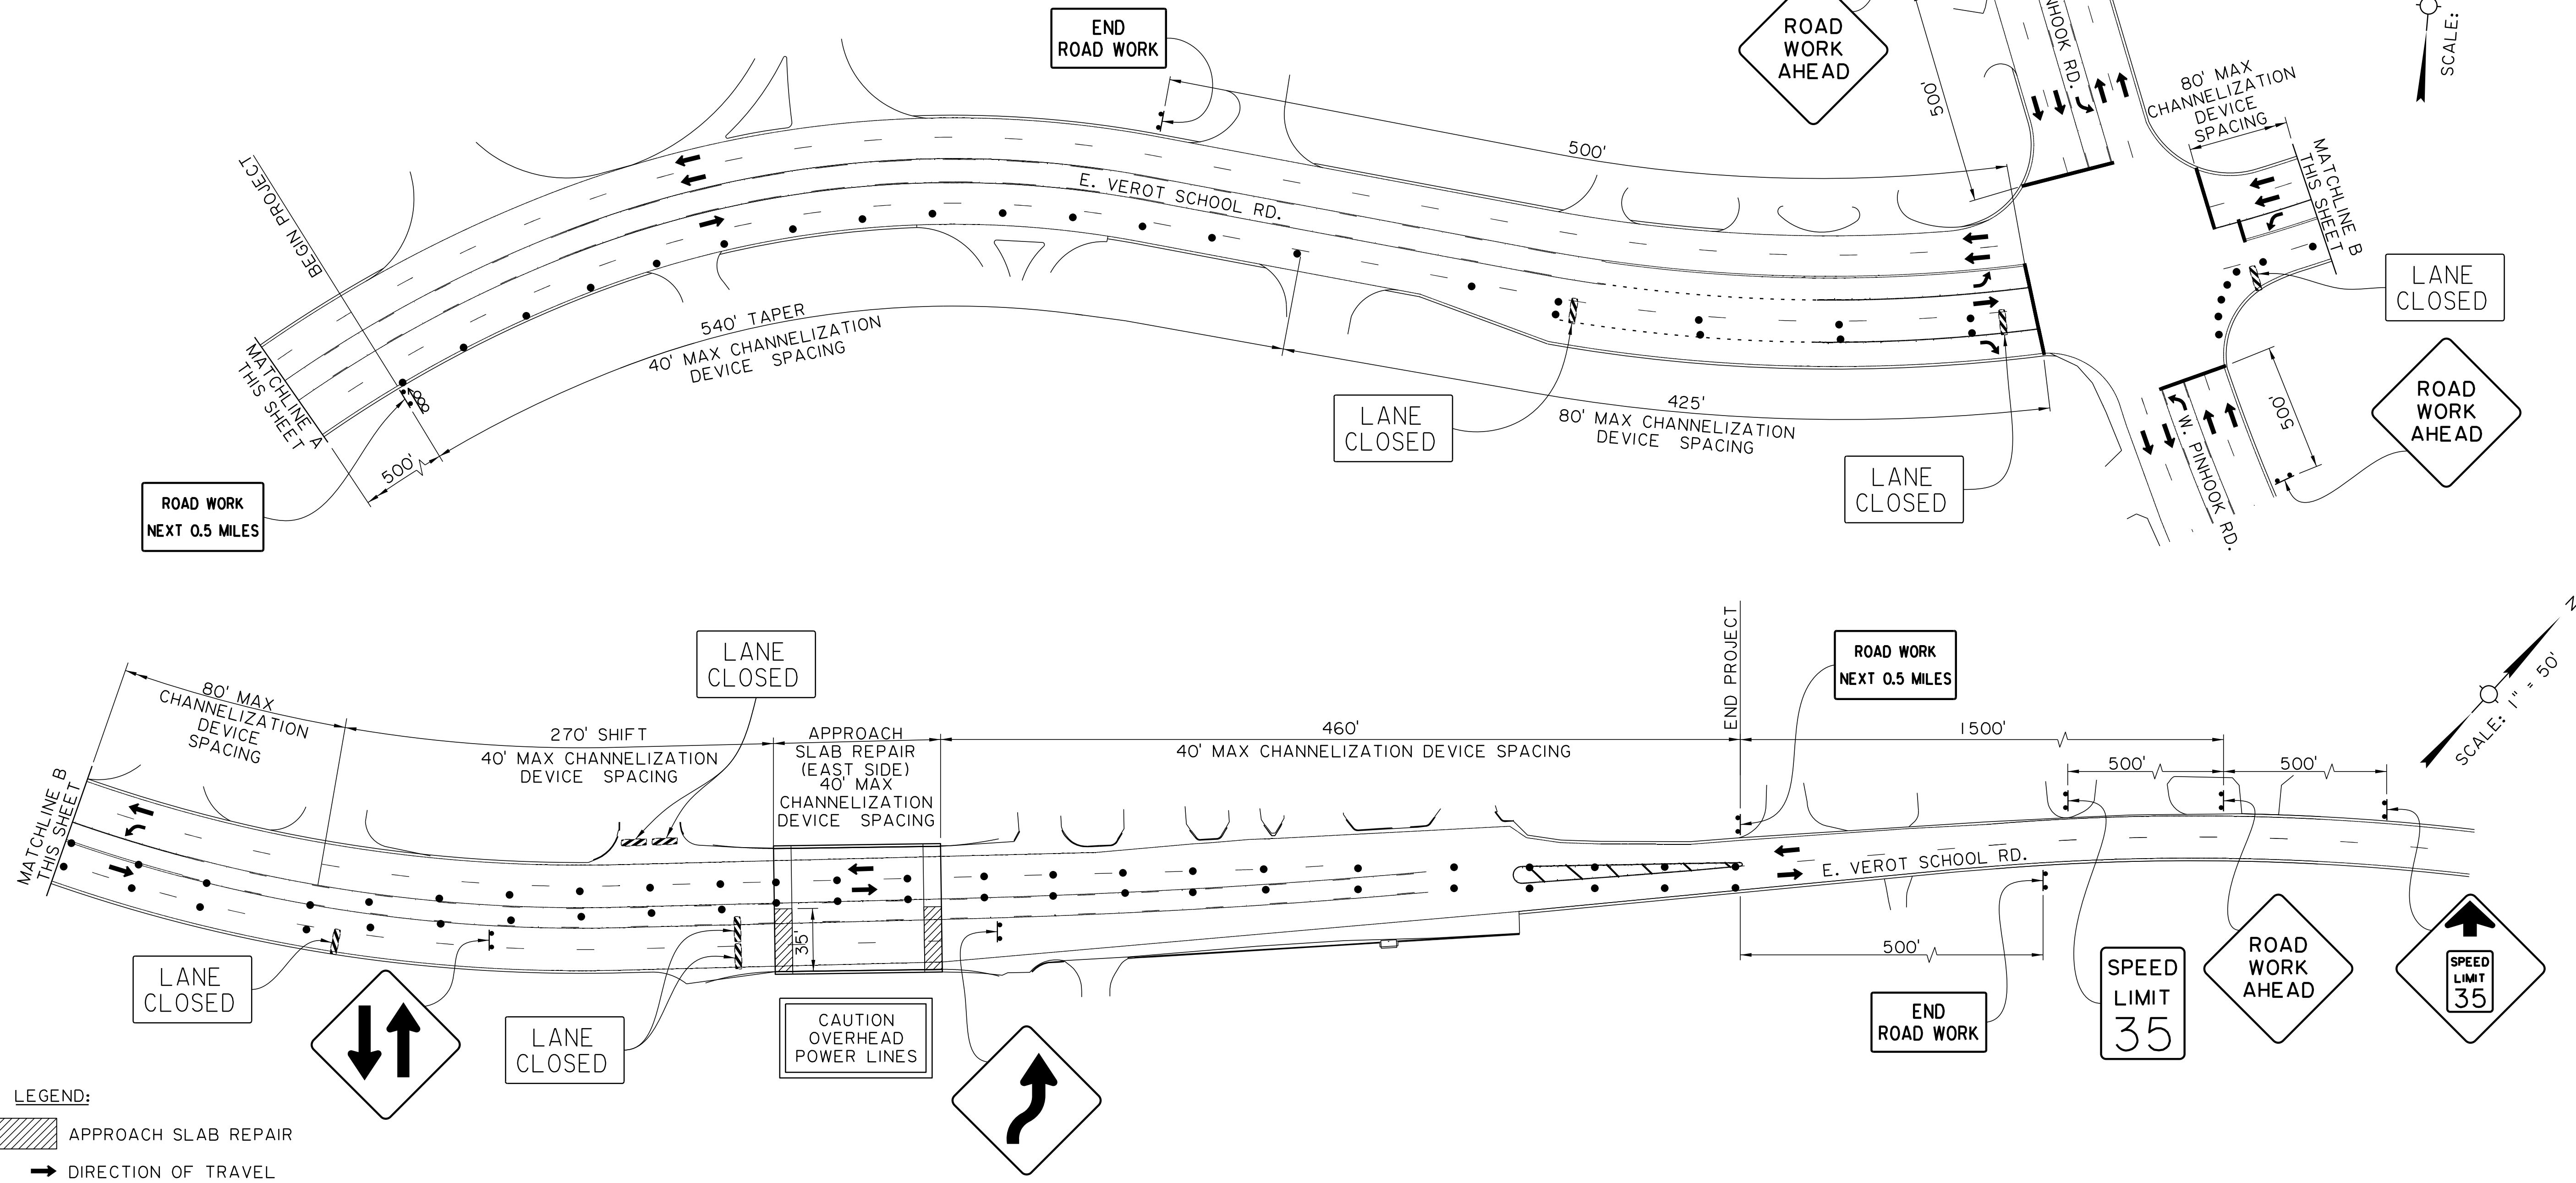 END
ROAD WORK
ROAD
WORK
AHEAD
500'
NHOOK RD.
80' MAX
CHANNELIZATION
DEVICE
SPACING
SCALE:
MATCHLINE B
THIS SHEET
BEGIN PROJECT
500'
E. VEROT SCHOOL RD.
LANE
CLOSED
MATCHLINE A
THIS SHEET
540' TAPER
40' MAX CHANNELIZATION
DEVICE SPACING
500'
ROAD WORK
NEXT 0.5 MILES
LANE
CLOSED
425'
80' MAX CHANNELIZATION
DEVICE SPACING
LANE
CLOSED
W. PINHOOK RD.
500'
ROAD
WORK
AHEAD
LANE
CLOSED
END PROJECT
ROAD WORK
NEXT 0.5 MILES
N
SCALE: 1" = 50'
80' MAX
CHANNELIZATION
DEVICE
SPACING
270' SHIFT
40' MAX CHANNELIZATION
DEVICE SPACING
APPROACH
SLAB REPAIR
(EAST SIDE)
40' MAX
CHANNELIZATION
DEVICE SPACING
460'
40' MAX CHANNELIZATION DEVICE SPACING
1500'
500'
500'
MATCHLINE B
THIS SHEET
E. VEROT SCHOOL RD.
35'
500'
LANE
CLOSED
LANE
CLOSED
CAUTION
OVERHEAD
POWER LINES
END
ROAD WORK
SPEED
LIMIT
35
ROAD
WORK
AHEAD
SPEED
LIMIT
35
LEGEND:
APPROACH SLAB REPAIR
DIRECTION OF TRAVEL